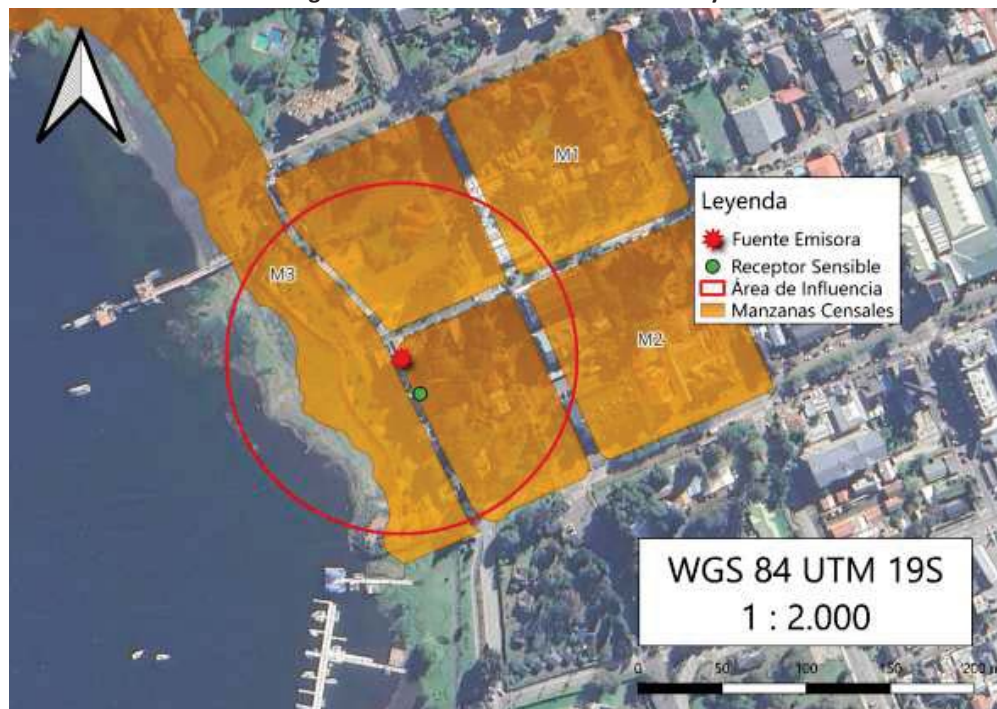 M1
Leyenda
Fuente Emisora
Receptor Sensible
Área de Influencia
Manzanas Censales
M3
M2
WGS 84 UTM 19S
1 : 2.000
0 50 100 150 200 m